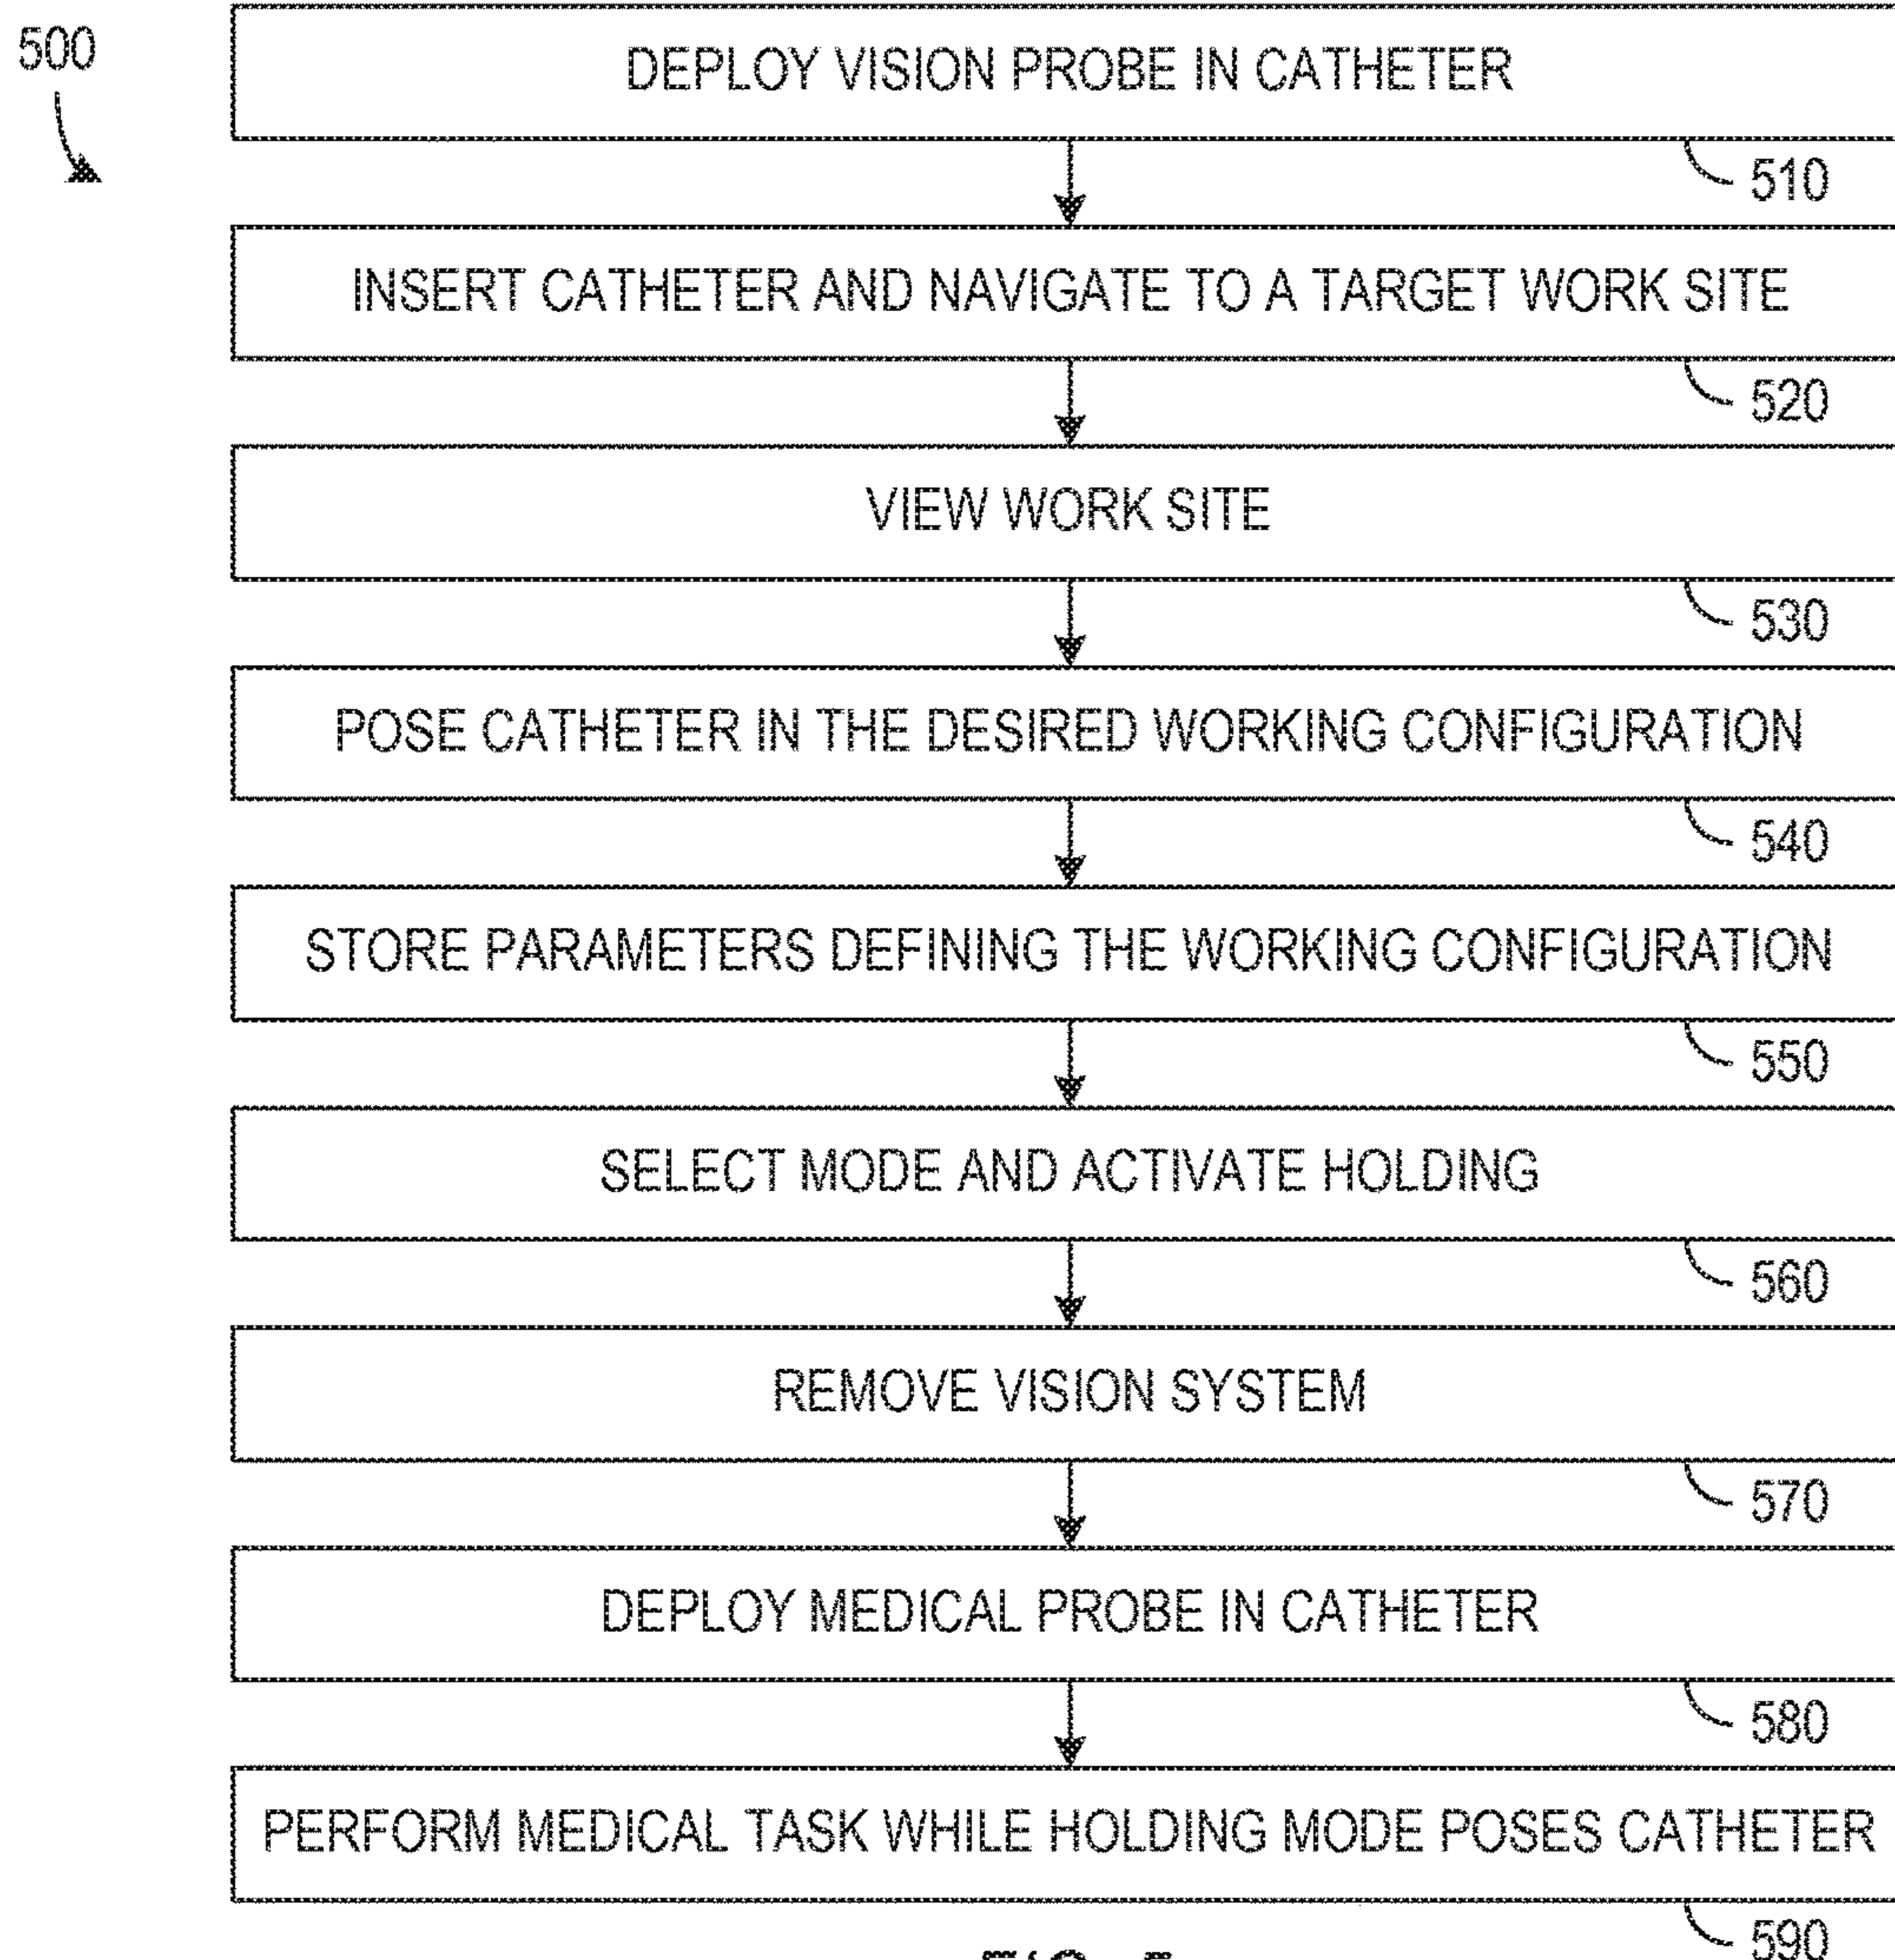 500
DEPLOY VISION PROBE IN CATHETER
510
INSERT CATHETER AND NAVIGATE TO A TARGET WORK SITE
520
VIEW WORK SITE
530
POSE CATHETER IN THE DESIRED WORKING CONFIGURATION
540
STORE PARAMETERS DEFINING THE WORKING CONFIGURATION
550
SELECT MODE AND ACTIVATE HOLDING
560
REMOVE VISION SYSTEM
570
DEPLOY MEDICAL PROBE IN CATHETER
580
PERFORM MEDICAL TASK WHILE HOLDING MODE POSES CATHETER
590